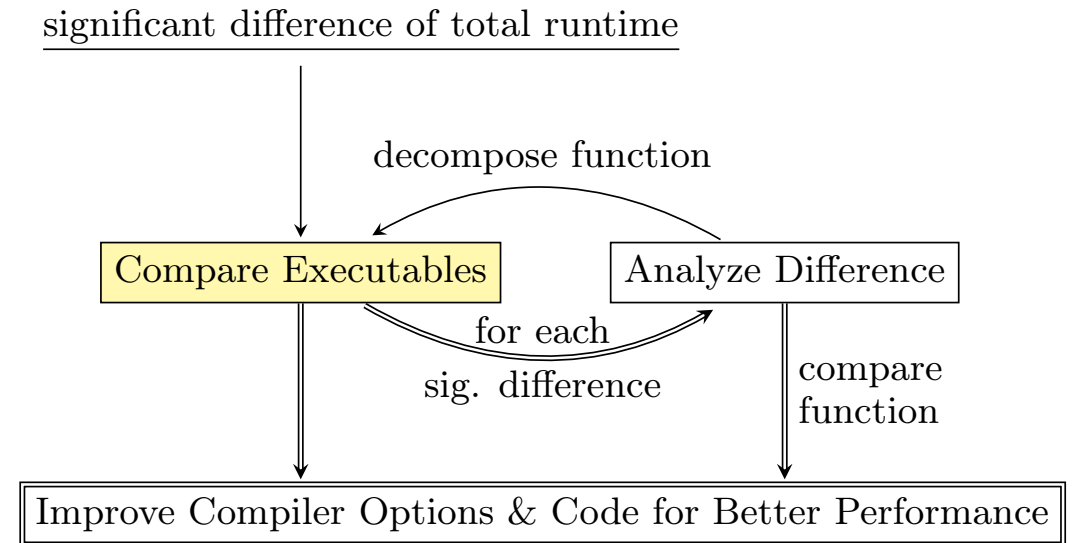 significant difference of total runtime
decompose function
Compare Executables
Analyze Difference
for each
sig. difference
compare
function
Improve Compiler Options & Code for Better Performance